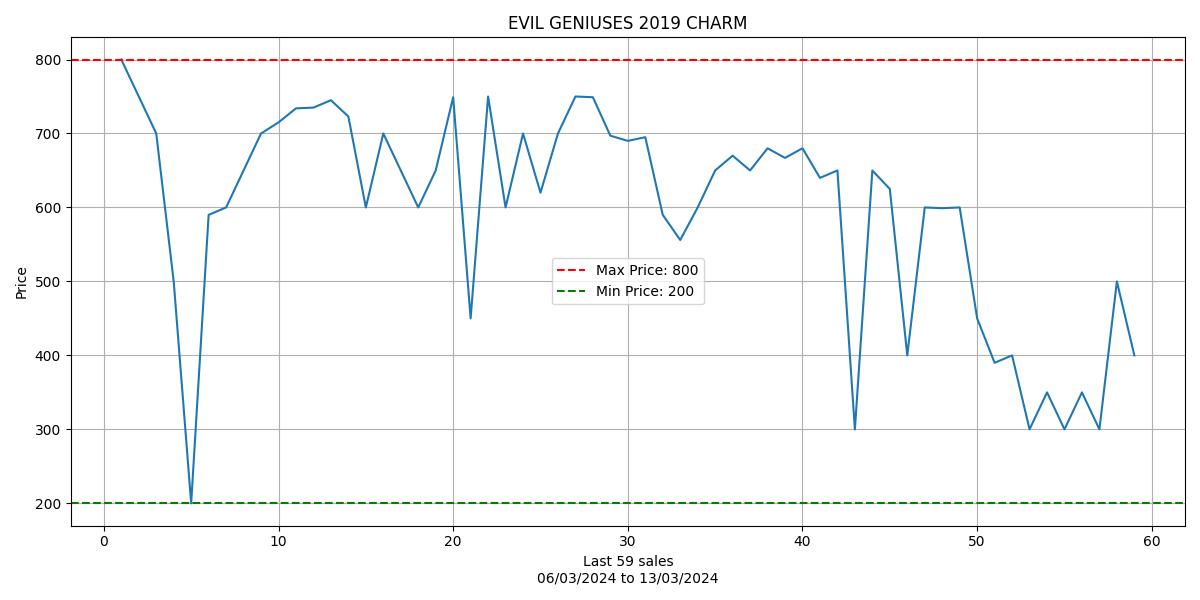 EVIL GENIUSES 2019 CHARM
Price
800
700
600
500
400
300
200
Max Price: 800
Min Price: 200
0 10 20 30 40 50 60
Last 59 sales
06/03/2024 to 13/03/2024